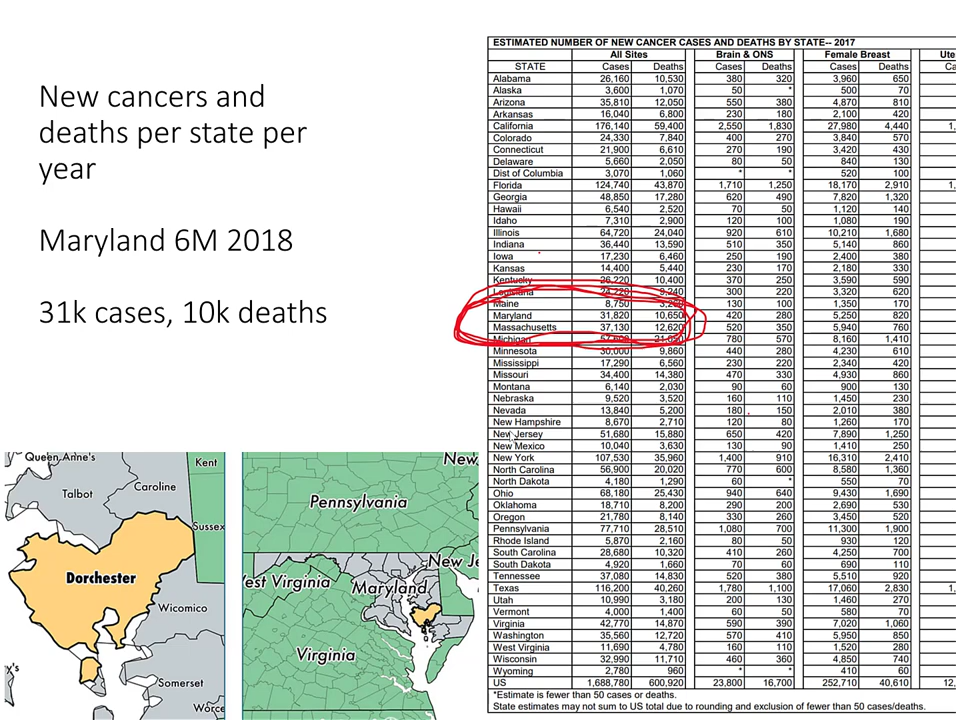 New cancers and
deaths per state per
year
Maryland 6M 2018
31k cases, 10k deaths
ESTIMATED NUMBER OF NEW CANCER CASES AND DEATHS BY STATE-- 2017
All Sites Brain & ONS Female Breast Ute
STATE Cases Deaths Cases Deaths Cases Deaths Ca
Alabama 26,160 10,530 380 320 3,960 650
Alaska 3,600 1,070 50 * 500 70
Arizona 35,810 12,050 550 380 4,870 810
Arkansas 16,040 6,800 230 180 2,100 420
California 176,140 59,400 2,550 1,830 27,980 4,440 1,
Colorado 24,330 7,840 400 270 3,840 570
Connecticut 21,900 6,610 270 190 3,420 430
Delaware 5,660 2,050 80 50 840 130
Dist of Columbia 3,070 1,060 * * 520 100
Florida 124,740 43,870 1,710 1,250 18,170 2,910 1,
Georgia 48,850 17,280 620 490 7,820 1,320
Hawaii 6,540 2,520 70 50 1,120 140
Idaho 7,310 2,900 120 100 1,080 190
Illinois 64,720 24,040 920 610 10,210 1,680
Indiana 36,440 13,590 510 350 5,140 860
Iowa 17,230 6,460 250 190 2,400 380
Kansas 14,400 5,440 230 170 2,180 330
Kentucky 26,220 10,400 370 250 3,590 590
Louisiana 24,220 9,240 300 220 3,320 620
Maine 8,750 130 100 1,350 170
Maryland 31,820 10,650 420 280 5,250 820
Massachusetts 37,130 12,620 520 350 5,940 760
Michigan 780 570 8,160 1,410
Minnesota 30,000 9,860 440 280 4,230 610
Mississippi 17,290 6,560 230 220 2,340 420
Missouri 34,400 14,380 470 330 4,930 860
Montana 6,140 2,030 90 60 900 130
Nebraska 9,520 3,520 160 110 1,450 230
Nevada 13,840 5,200 180 150 2,010 380
New Hampshire 8,670 2,710 120 80 1,260 170
New Jersey 51,680 15,880 650 420 7,890 1,250
New Mexico 10,040 3,630 130 90 1,410 250
New York 107,530 35,960 1,400 910 16,310 2,410
North Carolina 56,900 20,020 770 600 8,580 1,360
North Dakota 4,180 1,290 60 * 550 70
Ohio 68,180 25,430 940 640 9,430 1,690
Oklahoma 18,710 8,200 290 200 2,690 530
Oregon 21,780 8,140 330 260 3,450 520
Pennsylvania 77,710 28,510 1,080 700 11,300 1,900
Rhode Island 5,870 2,160 80 50 930 120
South Carolina 28,680 10,320 410 260 4,250 700
South Dakota 4,920 1,660 70 60 690 110
Tennessee 37,080 14,830 520 380 5,510 920
Texas 116,200 40,260 1,780 1,100 17,060 2,830 1,
Utah 10,990 3,180 200 130 1,460 270
Vermont 4,000 1,400 60 50 580 70
Virginia 42,770 14,870 590 390 7,020 1,060
Washington 35,560 12,720 570 410 5,950 850
West Virginia 11,690 4,780 160 110 1,520 280
Wisconsin 32,990 11,710 460 360 4,850 740
Wyoming 2,780 960 * * 410 60
US 1,688,780 600,920 23,800 16,700 252,710 40,610 12,
*Estimate is fewer than 50 cases or deaths.
State estimates may not sum to US total due to rounding and exclusion of fewer than 50 cases/deaths.
Queen Anne's
Kent
Talbot
Caroline
Sussex
Dorchester
Wicomico
's
Somerset
Worce
New
Pennsylvania
New Je
est Virginia
Maryland
Virginia